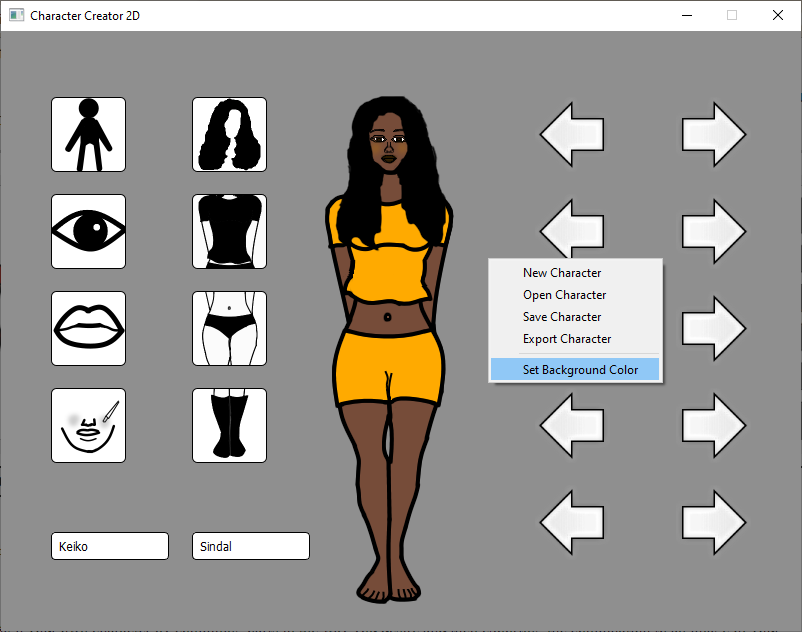 Character Creator 2D
New Character
Open Character
Save Character
Export Character
Set Background Color
Keiko
Sindal